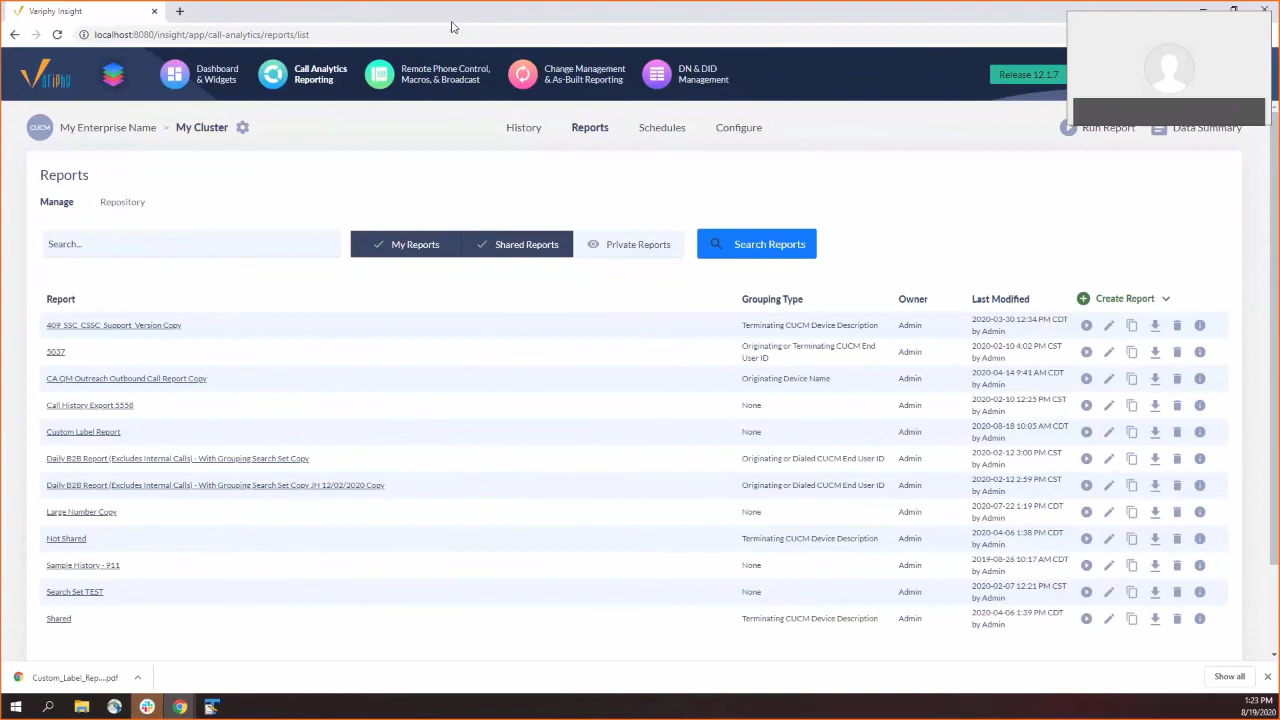 Variphy Insight
localhost:8080/insight/app/call-analytics/reports/list
Variphy
Dashboard
& Widgets
Call Analytics
Reporting
Remote Phone Control,
Macros, & Broadcast
Change Management
& As-Built Reporting
DN & DID
Management
Release 12.1.7
CUCM
My Enterprise Name > My Cluster
History
Reports
Schedules
Configure
Run Report
Data Summary
Reports
Manage
Repository
Search...
My Reports
Shared Reports
Private Reports
Search Reports
Report Grouping Type Owner Last Modified Create Report
409_SSC_CSSC_Support_Version Copy Terminating CUCM Device Description Admin 2020-03-30 12:34 PM CDT
by Admin
5037 Originating or Terminating CUCM End Admin 2020-02-10 4:02 PM CST
User ID by Admin
CA QM Outreach Outbound Call Report Copy Originating Device Name Admin 2020-04-14 9:41 AM CDT
by Admin
Call History Export 5558 None Admin 2020-02-10 12:25 PM CST
by Admin
Custom Label Report None Admin 2020-08-18 10:05 AM CDT
by Admin
Daily B2B Report (Excludes Internal Calls) - With Grouping Search Set Copy Originating or Dialed CUCM End User ID Admin 2020-02-12 3:00 PM CST
by Admin
Daily B2B Report (Excludes Internal Calls) - With Grouping Search Set Copy JH 12/02/2020 Copy Originating or Dialed CUCM End User ID Admin 2020-02-12 2:59 PM CST
by Admin
Large Number Copy None Admin 2020-07-22 1:19 PM CDT
by Admin
Not Shared Terminating CUCM Device Description Admin 2020-04-06 1:38 PM CDT
by Admin
Sample History - 911 None Admin 2019-08-26 10:17 AM CDT
by Admin
Search Set TEST None Admin 2020-02-07 12:21 PM CST
by Admin
Shared Terminating CUCM Device Description Admin 2020-04-06 1:39 PM CDT
by Admin
Custom_Label_Rep....pdf
Show all
1:23 PM
8/19/2020